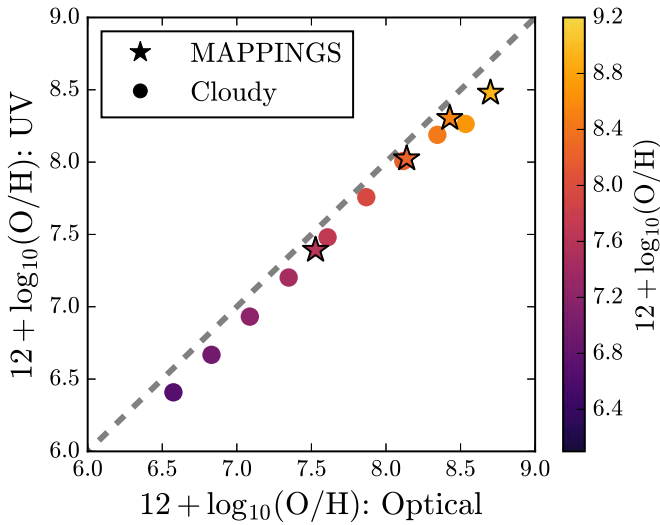 MAPPINGS
Cloudy
12 + log10(O/H): UV
9.0
8.5
8.0
7.5
7.0
6.5
6.0
6.0 6.5 7.0 7.5 8.0 8.5 9.0
12 + log10(O/H): Optical
9.2
8.8
8.4
8.0
7.6
7.2
6.8
6.4
12 + log10(O/H)